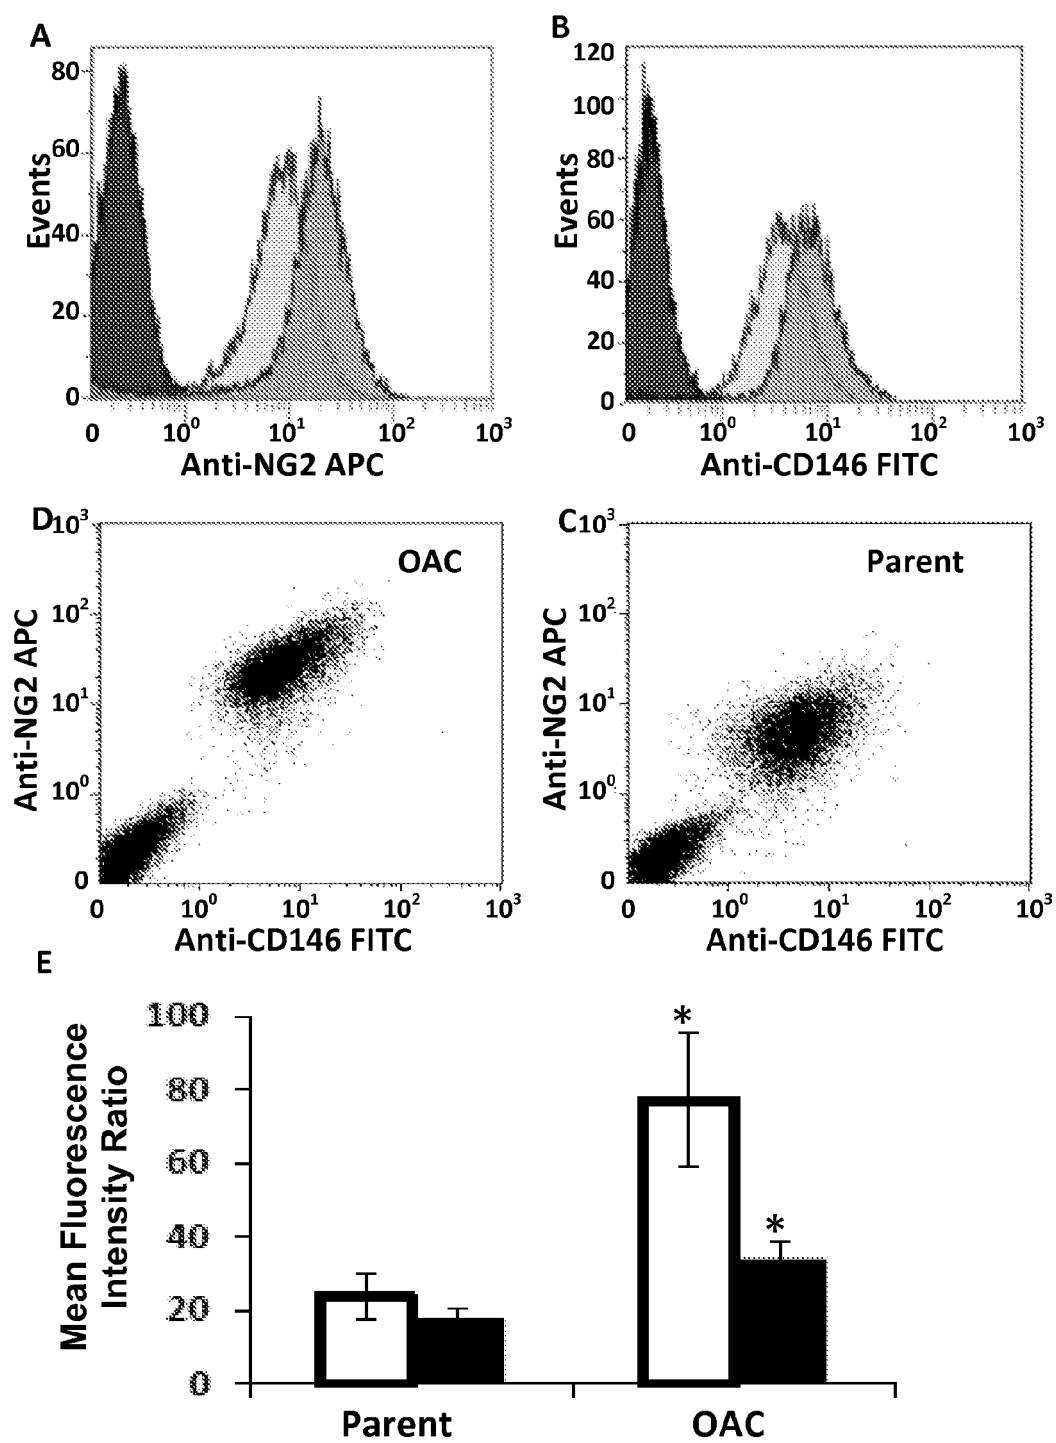 A
80
60
40
20
0
Events
0 10⁰ 10¹ 10² 10³
Anti-NG2 APC
B
120
100
80
60
40
20
0
Events
0 10⁰ 10¹ 10² 10³
Anti-CD146 FITC
D
OAC
10³
10²
10¹
10⁰
0
Anti-NG2 APC
0 10⁰ 10¹ 10² 10³
Anti-CD146 FITC
C
Parent
10³
10²
10¹
10⁰
0
Anti-NG2 APC
0 10⁰ 10¹ 10² 10³
Anti-CD146 FITC
E
Mean Fluorescence
Intensity Ratio
100
80
60
40
20
0
*
*
Parent OAC